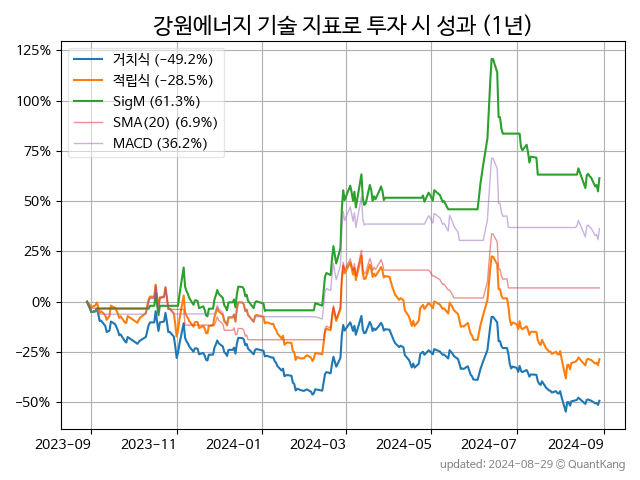 강원에너지 기술 지표로 투자 시 성과 (1년)
125%
100%
75%
50%
25%
0%
−25%
−50%
거치식 (−49.2%)
적립식 (−28.5%)
SigM (61.3%)
SMA(20) (6.9%)
MACD (36.2%)
2023-09 2023-11 2024-01 2024-03 2024-05 2024-07 2024-09
updated: 2024-08-29 © QuantKang